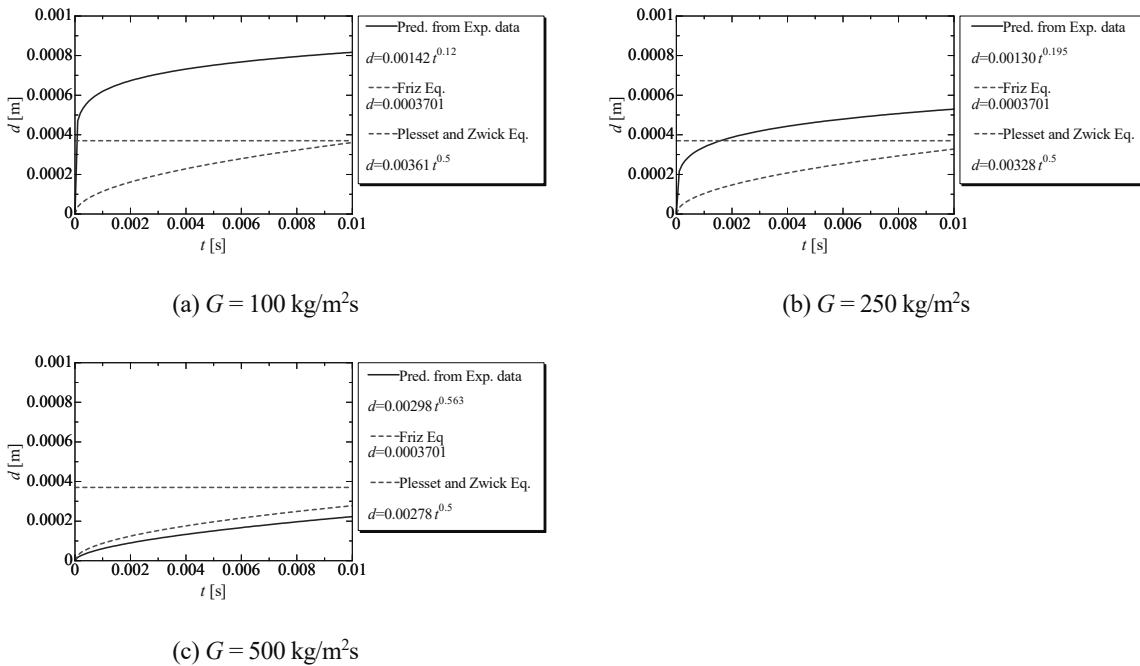 0.001
0.0008
0.0006
0.0004
0.0002
0
d [m]
0 0.002 0.004 0.006 0.008 0.01
t [s]
Pred. from Exp. data
d=0.00142 t^0.12
Friz Eq.
d=0.0003701
Plesset and Zwick Eq.
d=0.00361 t^0.5
(a) G = 100 kg/m²s
0.001
0.0008
0.0006
0.0004
0.0002
0
d [m]
0 0.002 0.004 0.006 0.008 0.01
t [s]
Pred. from Exp. data
d=0.00130 t^0.195
Friz Eq.
d=0.0003701
Plesset and Zwick Eq.
d=0.00328 t^0.5
(b) G = 250 kg/m²s
0.001
0.0008
0.0006
0.0004
0.0002
0
d [m]
0 0.002 0.004 0.006 0.008 0.01
t [s]
Pred. from Exp. data
d=0.00298 t^0.563
Friz Eq
d=0.0003701
Plesset and Zwick Eq.
d=0.00278 t^0.5
(c) G = 500 kg/m²s